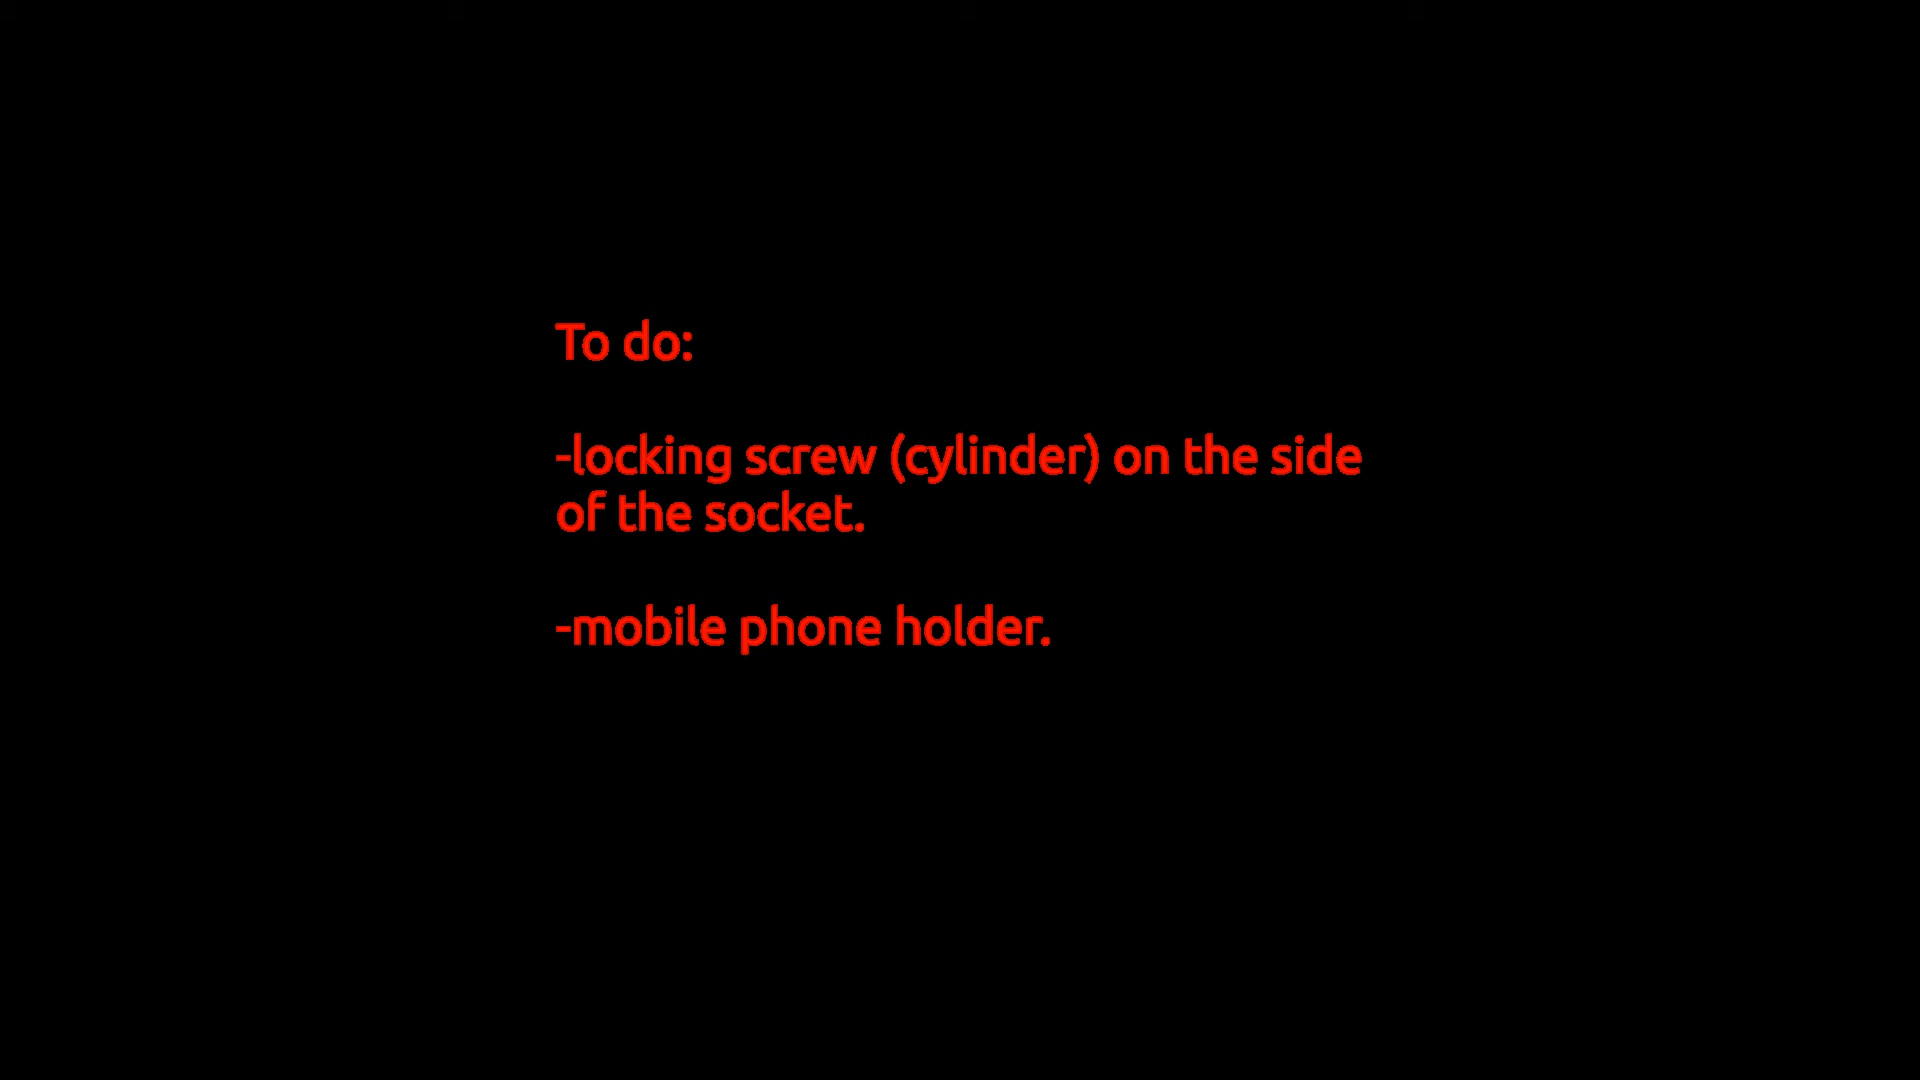 To do:
-locking screw (cylinder) on the side
of the socket.
-mobile phone holder.